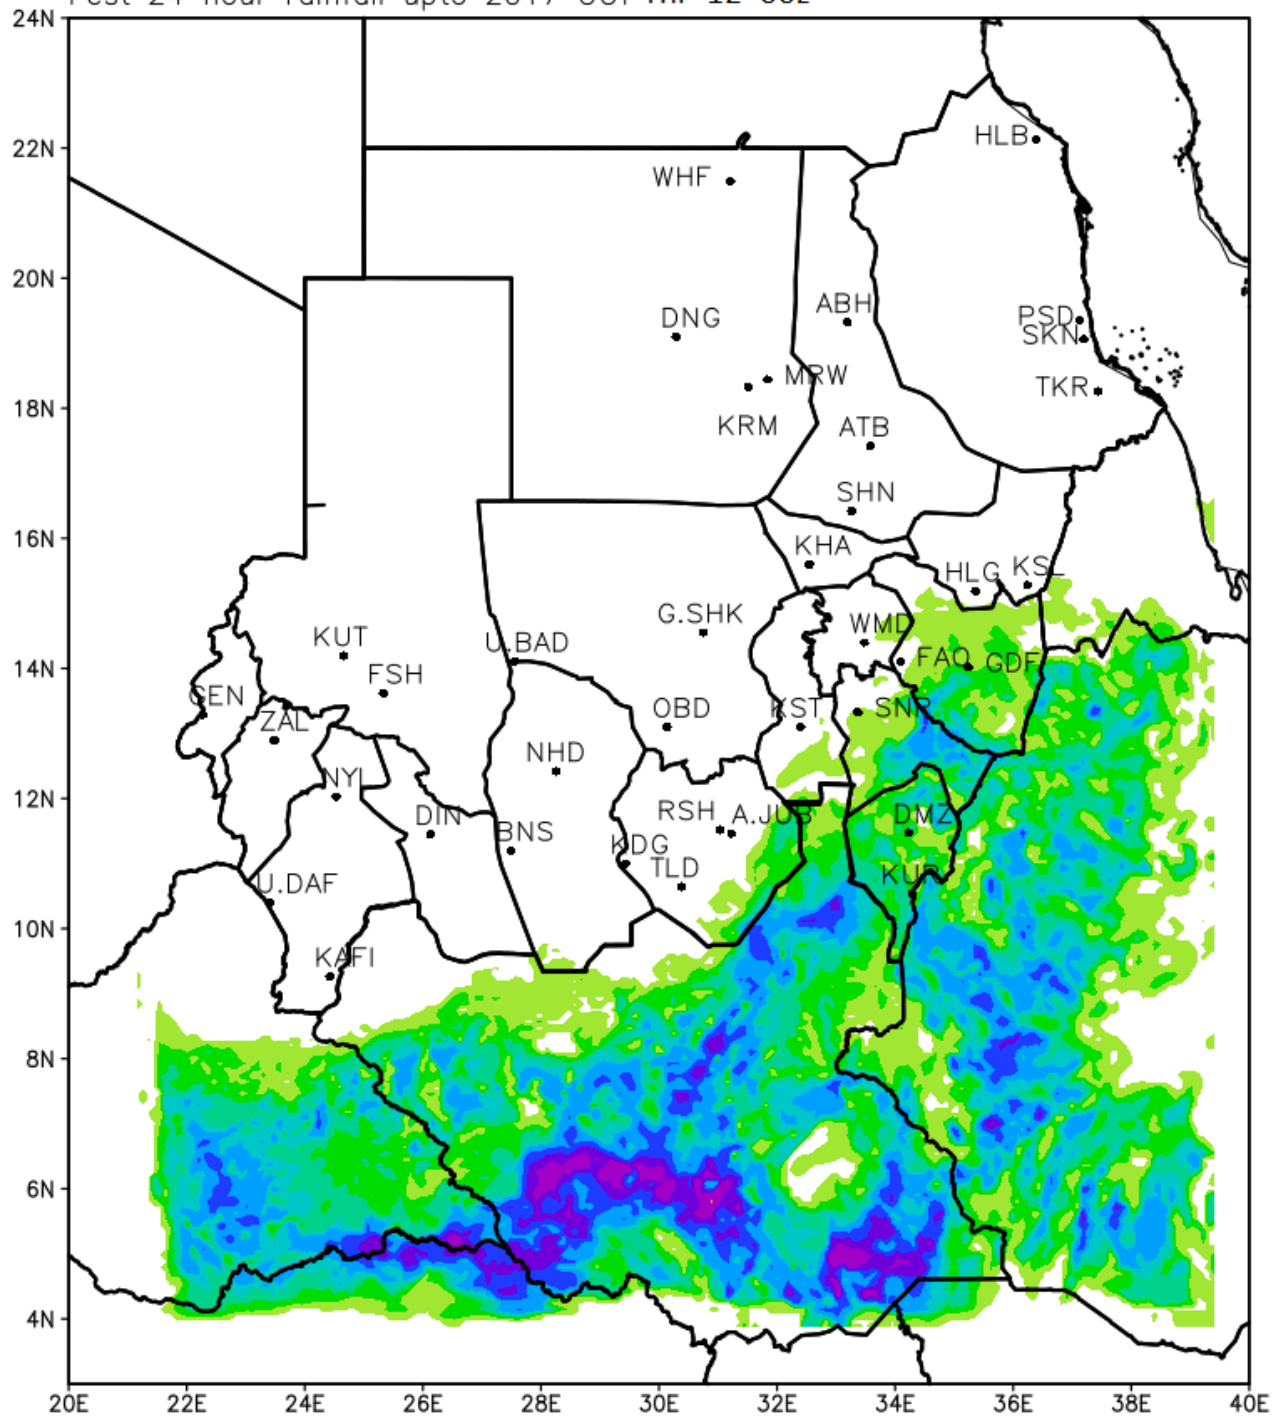 24N
22N
HLB
WHF
20N
ABH
DNG
PSD
SKN
MRW
TKR
18N
KRM
ATB
SHN
16N
KHA
HLG KSL
G.SHK
WMD
KUT
U.BAD
FAO
GDF
14N
FSH
GEN
OBD
KST
SNR
ZAL
NHD
NYL
12N
RSH
A.JUB
DMZ
DIN
BNS
KDG
TLD
KUR
U.DAF
10N
KAFI
8N
6N
4N
20E 22E 24E 26E 28E 30E 32E 34E 36E 38E 40E